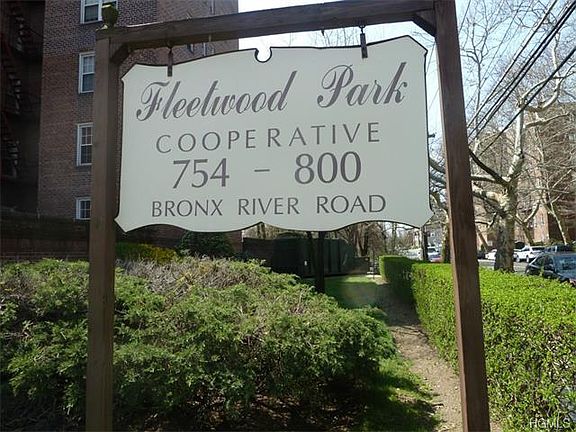 Fleetwood Park
COOPERATIVE
754 - 800
BRONX RIVER ROAD
HGMLS